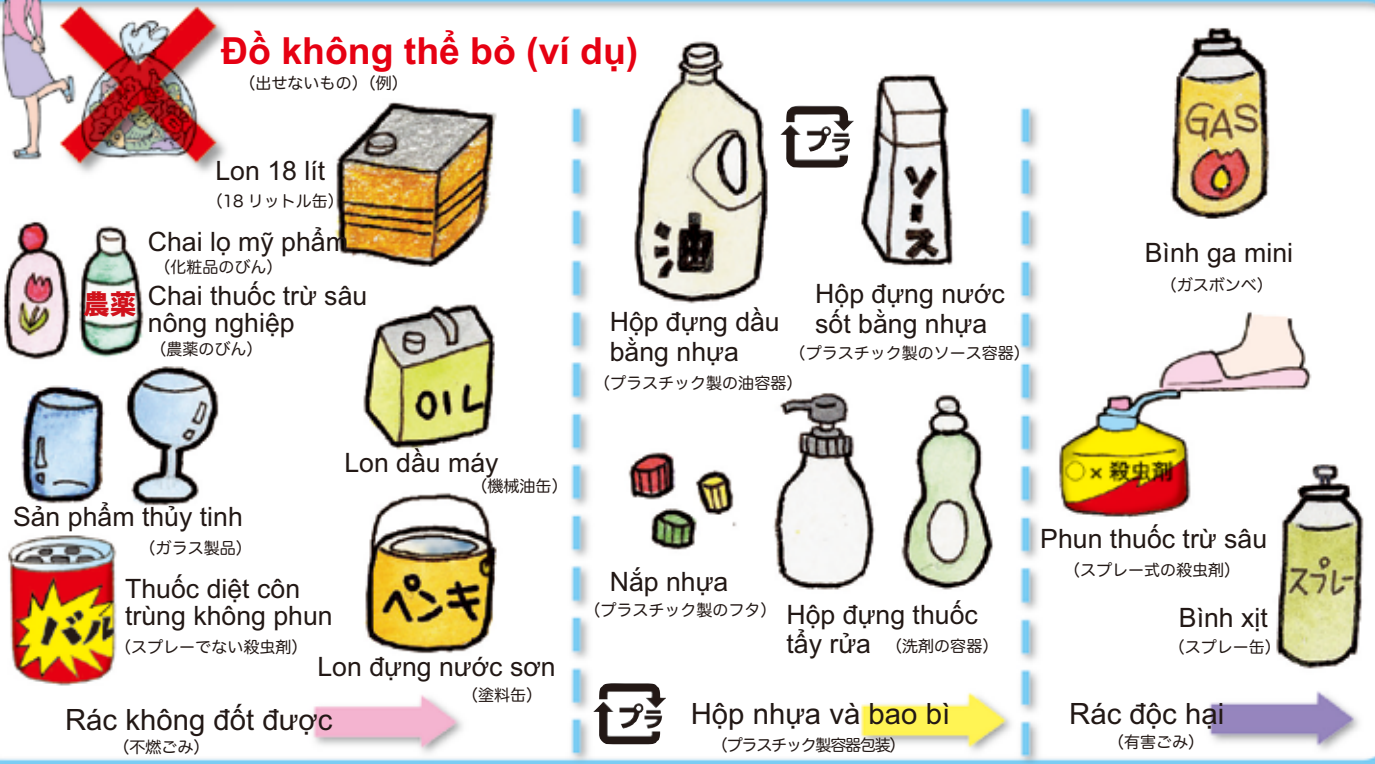 Đồ không thể bỏ (ví dụ)
（出せないもの）（例）
Lon 18 lít
（18 リットル缶）
Chai lọ mỹ phẩm
（化粧品のびん）
農薬
Chai thuốc trừ sâu
nông nghiệp
（農薬のびん）
OIL
Lon dầu máy
（機械油缶）
Sản phẩm thủy tinh
（ガラス製品）
バル
Thuốc diệt côn
trùng không phun
（スプレーでない殺虫剤）
ペンキ
Lon đựng nước sơn
（塗料缶）
Rác không đốt được
（不燃ごみ）
油
プラ
ソース
Hộp đựng dầu
bằng nhựa
（プラスチック製の油容器）
Hộp đựng nước
sốt bằng nhựa
（プラスチック製のソース容器）
Nắp nhựa
（プラスチック製のフタ）
Hộp đựng thuốc
tẩy rửa
（洗剤の容器）
プラ
Hộp nhựa và bao bì
（プラスチック製容器包装）
GAS
Bình ga mini
（ガスボンベ）
○×殺虫剤
Phun thuốc trừ sâu
（スプレー式の殺虫剤）
スプレー
Bình xịt
（スプレー缶）
Rác độc hại
（有害ごみ）